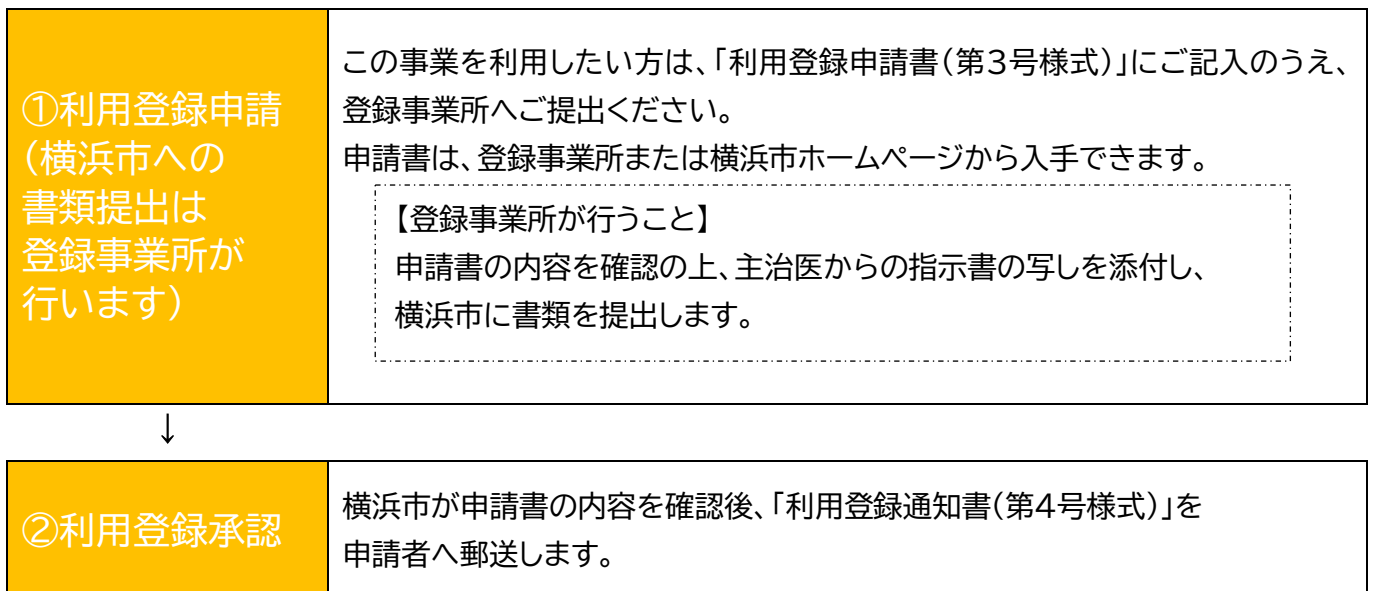 ①利用登録申請
(横浜市への
書類提出は
登録事業所が
行います)
この事業を利用したい方は、「利用登録申請書(第3号様式)」にご記入のうえ、
登録事業所へご提出ください。
申請書は、登録事業所または横浜市ホームページから入手できます。
【登録事業所が行うこと】
申請書の内容を確認の上、主治医からの指示書の写しを添付し、
横浜市に書類を提出します。
↓
②利用登録承認
横浜市が申請書の内容を確認後、「利用登録通知書(第4号様式)」を
申請者へ郵送します。